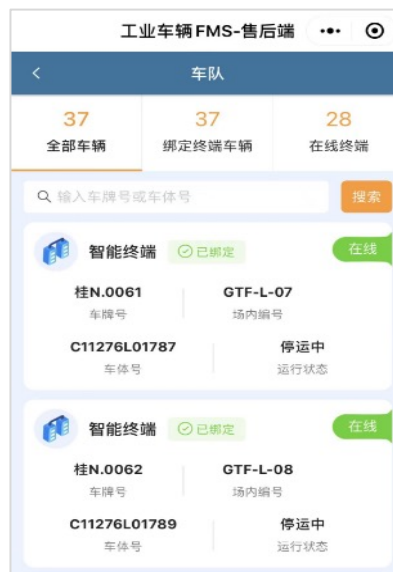 工业车辆FMS-售后端
车队
37 37 28
全部车辆 绑定终端车辆 在线终端
输入车牌号或车体号 搜索
智能终端 已绑定 在线
桂N.0061 GTF-L-07
车牌号 场内编号
C11276L01787 停运中
车体号 运行状态
智能终端 已绑定 在线
桂N.0062 GTF-L-08
车牌号 场内编号
C11276L01789 停运中
车体号 运行状态